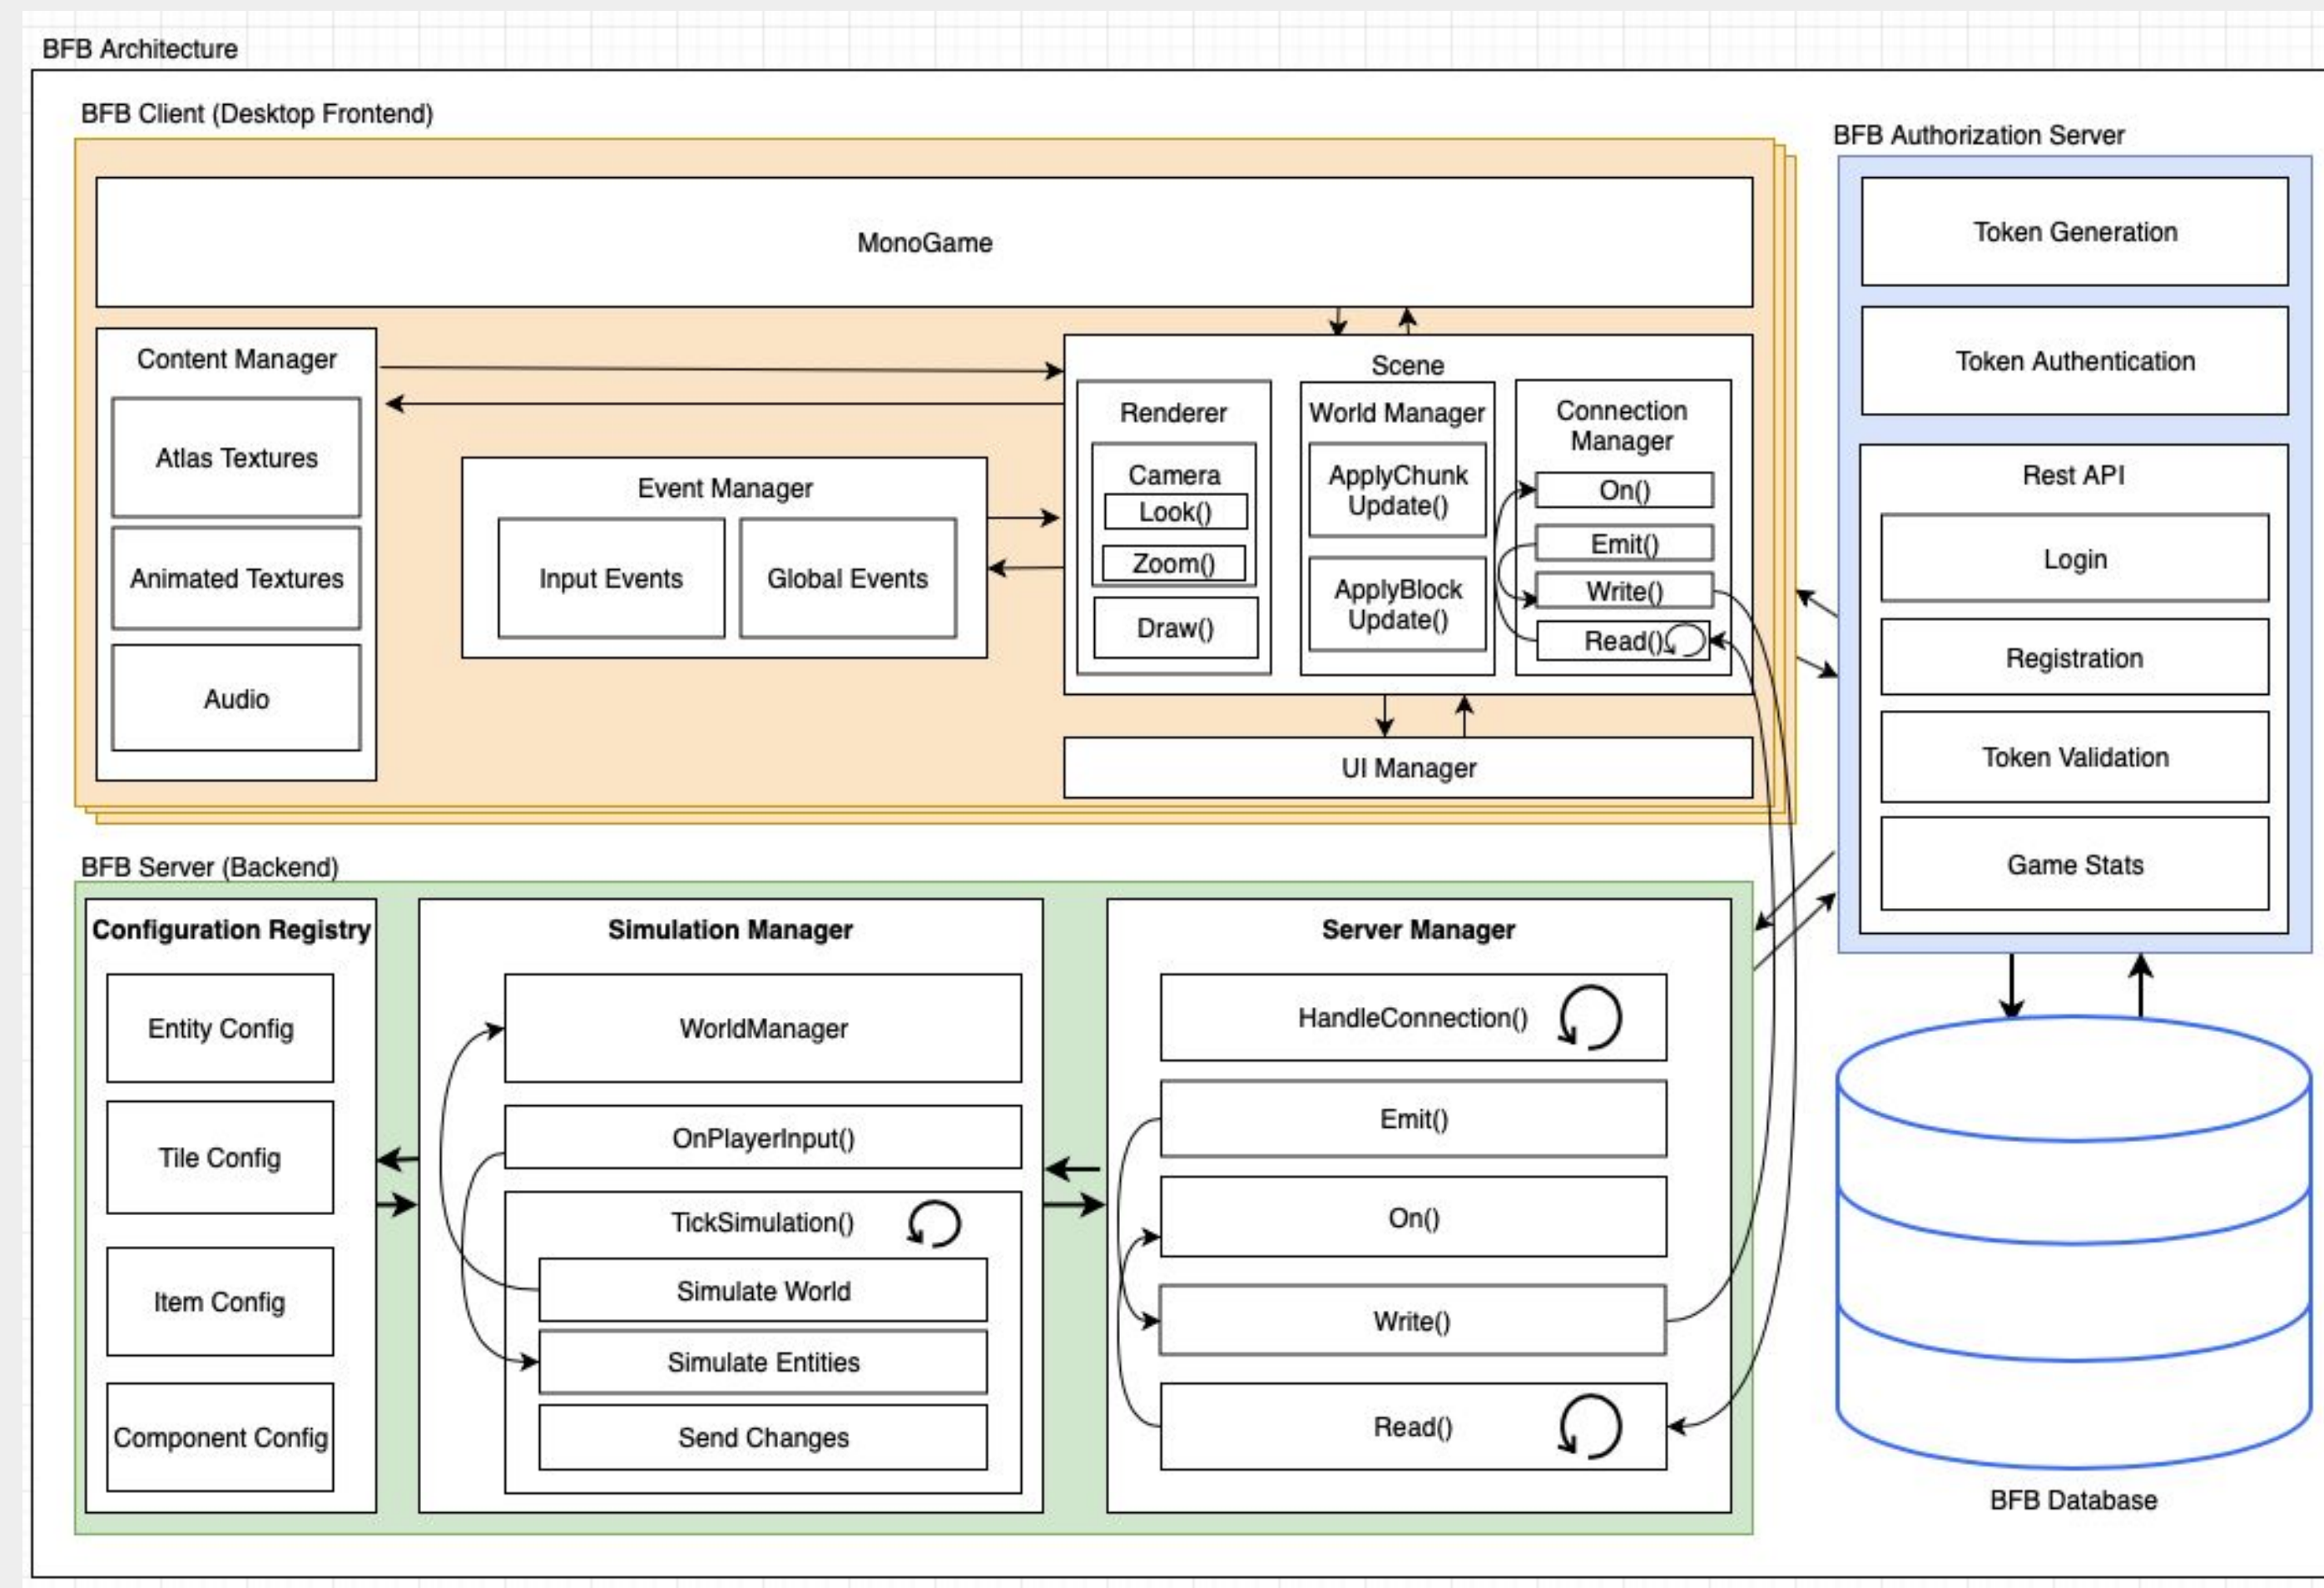 BFB Architecture
BFB Client (Desktop Frontend)
MonoGame
Content Manager
Atlas Textures
Animated Textures
Audio
Event Manager
Input Events
Global Events
Scene
Renderer
Camera
Look()
Zoom()
Draw()
World Manager
ApplyChunk
Update()
ApplyBlock
Update()
Connection
Manager
On()
Emit()
Write()
Read()
UI Manager
BFB Authorization Server
Token Generation
Token Authentication
Rest API
Login
Registration
Token Validation
Game Stats
BFB Server (Backend)
Configuration Registry
Entity Config
Tile Config
Item Config
Component Config
Simulation Manager
WorldManager
OnPlayerInput()
TickSimulation()
Simulate World
Simulate Entities
Send Changes
Server Manager
HandleConnection()
Emit()
On()
Write()
Read()
BFB Database